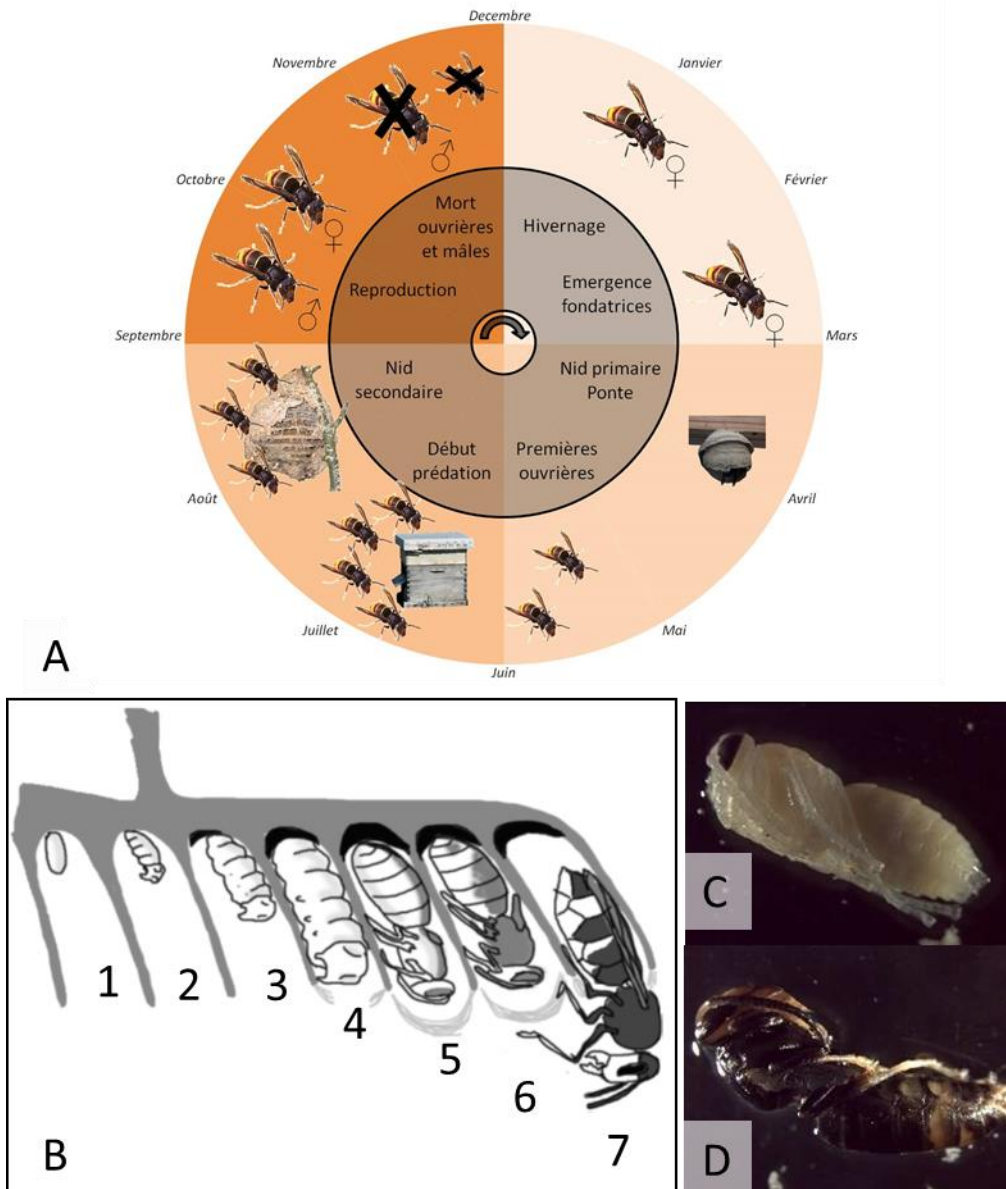 Decembre
Novembre
Janvier
Octobre
Février
♂
♀
Mort
ouvrières
et mâles
Hivernage
♀
Reproduction
Emergence
fondatrices
♂
♀
Septembre
Mars
Nid
secondaire
Nid primaire
Ponte
Début
prédation
Premières
ouvrières
Août
Avril
Juillet
Mai
Juin
A
1
2
3
4
5
6
7
B
C
D